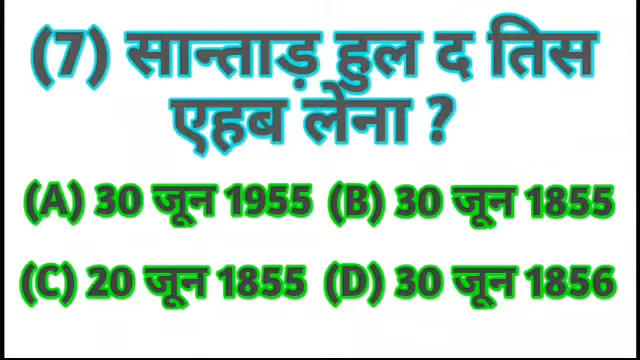 (7) सान्ताड़ हुल द तिस
एहब लेना ?
(A) 30 जून 1955 (B) 30 जून 1855
(C) 20 जून 1855 (D) 30 जून 1856